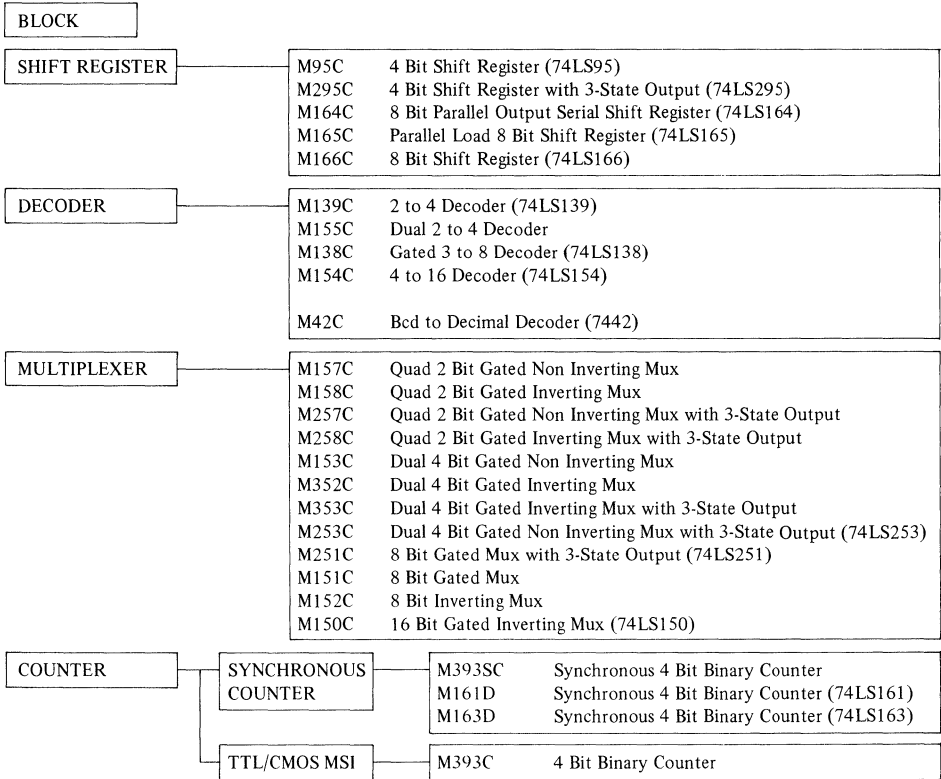 BLOCK
SHIFT REGISTER
M95C 4 Bit Shift Register (74LS95)
M295C 4 Bit Shift Register with 3-State Output (74LS295)
M164C 8 Bit Parallel Output Serial Shift Register (74LS164)
M165C Parallel Load 8 Bit Shift Register (74LS165)
M166C 8 Bit Shift Register (74LS166)
DECODER
M139C 2 to 4 Decoder (74LS139)
M155C Dual 2 to 4 Decoder
M138C Gated 3 to 8 Decoder (74LS138)
M154C 4 to 16 Decoder (74LS154)
M42C Bcd to Decimal Decoder (7442)
MULTIPLEXER
M157C Quad 2 Bit Gated Non Inverting Mux
M158C Quad 2 Bit Gated Inverting Mux
M257C Quad 2 Bit Gated Non Inverting Mux with 3-State Output
M258C Quad 2 Bit Gated Inverting Mux with 3-State Output
M153C Dual 4 Bit Gated Non Inverting Mux
M352C Dual 4 Bit Gated Inverting Mux
M353C Dual 4 Bit Gated Inverting Mux with 3-State Output
M253C Dual 4 Bit Gated Non Inverting Mux with 3-State Output (74LS253)
M251C 8 Bit Gated Mux with 3-State Output (74LS251)
M151C 8 Bit Gated Mux
M152C 8 Bit Inverting Mux
M150C 16 Bit Gated Inverting Mux (74LS150)
COUNTER
SYNCHRONOUS
COUNTER
M393SC Synchronous 4 Bit Binary Counter
M161D Synchronous 4 Bit Binary Counter (74LS161)
M163D Synchronous 4 Bit Binary Counter (74LS163)
TTL/CMOS MSI
M393C 4 Bit Binary Counter